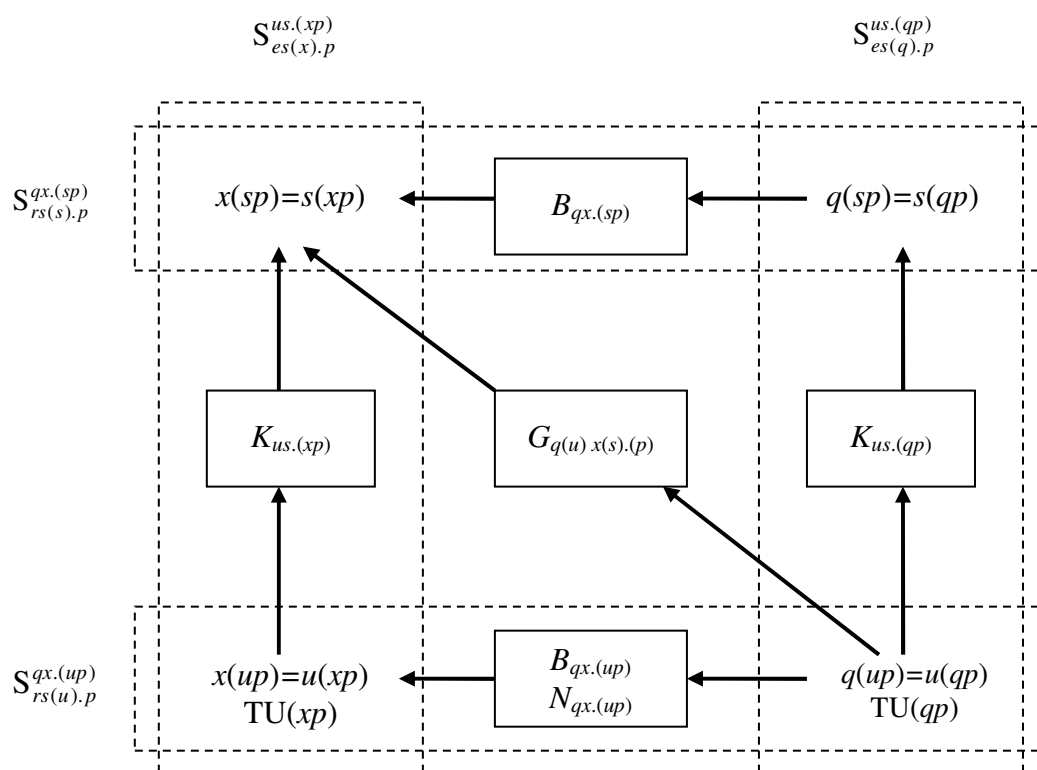 S^{us.(xp)}_{es(x).p} S^{us.(qp)}_{es(q).p}
S^{qx.(sp)}_{rs(s).p} x(sp)=s(xp) B_{qx.(sp)} q(sp)=s(qp)
K_{us.(xp)} G_{q(u) x(s).(p)} K_{us.(qp)}
S^{qx.(up)}_{rs(u).p} x(up)=u(xp) B_{qx.(up)} q(up)=u(qp)
TU(xp) N_{qx.(up)} TU(qp)